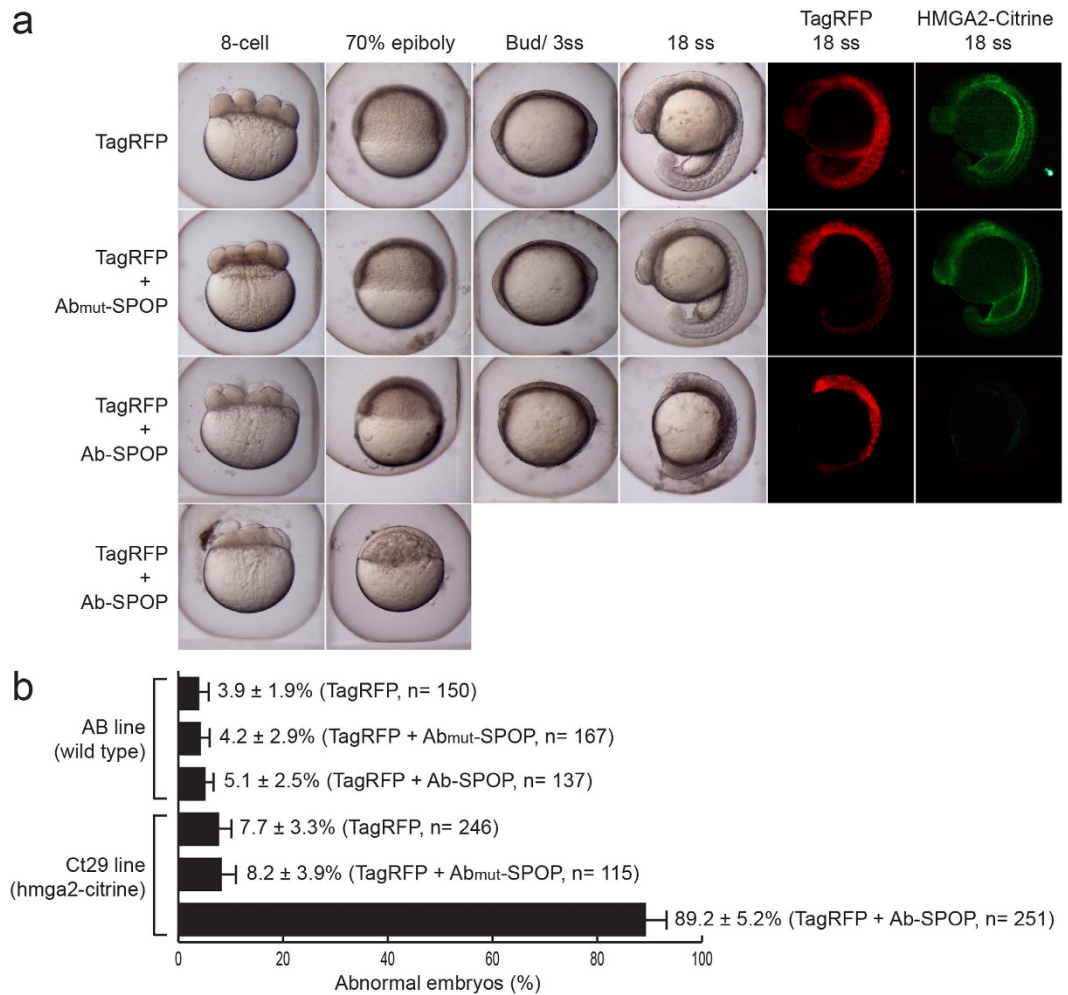 a
8-cell
70% epiboly
Bud/ 3ss
18 ss
TagRFP
18 ss
HMGA2-Citrine
18 ss
TagRFP
TagRFP
+
Abmut-SPOP
TagRFP
+
Ab-SPOP
TagRFP
+
Ab-SPOP
b
AB line
(wild type)
3.9 ± 1.9% (TagRFP, n= 150)
4.2 ± 2.9% (TagRFP + Abmut-SPOP, n= 167)
5.1 ± 2.5% (TagRFP + Ab-SPOP, n= 137)
Ct29 line
(hmga2-citrine)
7.7 ± 3.3% (TagRFP, n= 246)
8.2 ± 3.9% (TagRFP + Abmut-SPOP, n= 115)
89.2 ± 5.2% (TagRFP + Ab-SPOP, n= 251)
0 20 40 60 80 100
Abnormal embryos (%)